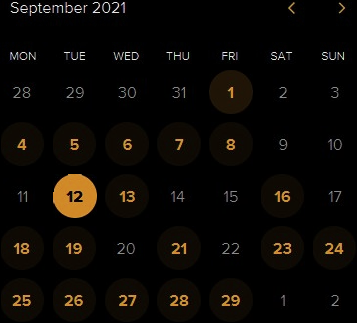 September 2021
MON TUE WED THU FRI SAT SUN
28 29 30 31 1 2 3
4 5 6 7 8 9 10
11 12 13 14 15 16 17
18 19 20 21 22 23 24
25 26 27 28 29 1 2